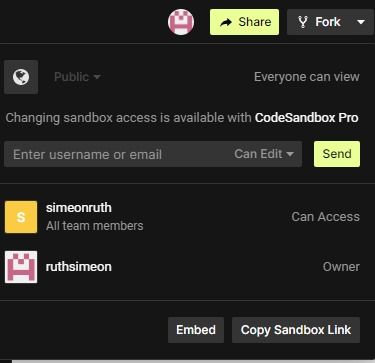 Share
Fork
Public
Everyone can view
Changing sandbox access is available with CodeSandbox Pro
Enter username or email
Can Edit
Send
S
simeonruth
All team members
Can Access
ruthsimeon
Owner
Embed
Copy Sandbox Link